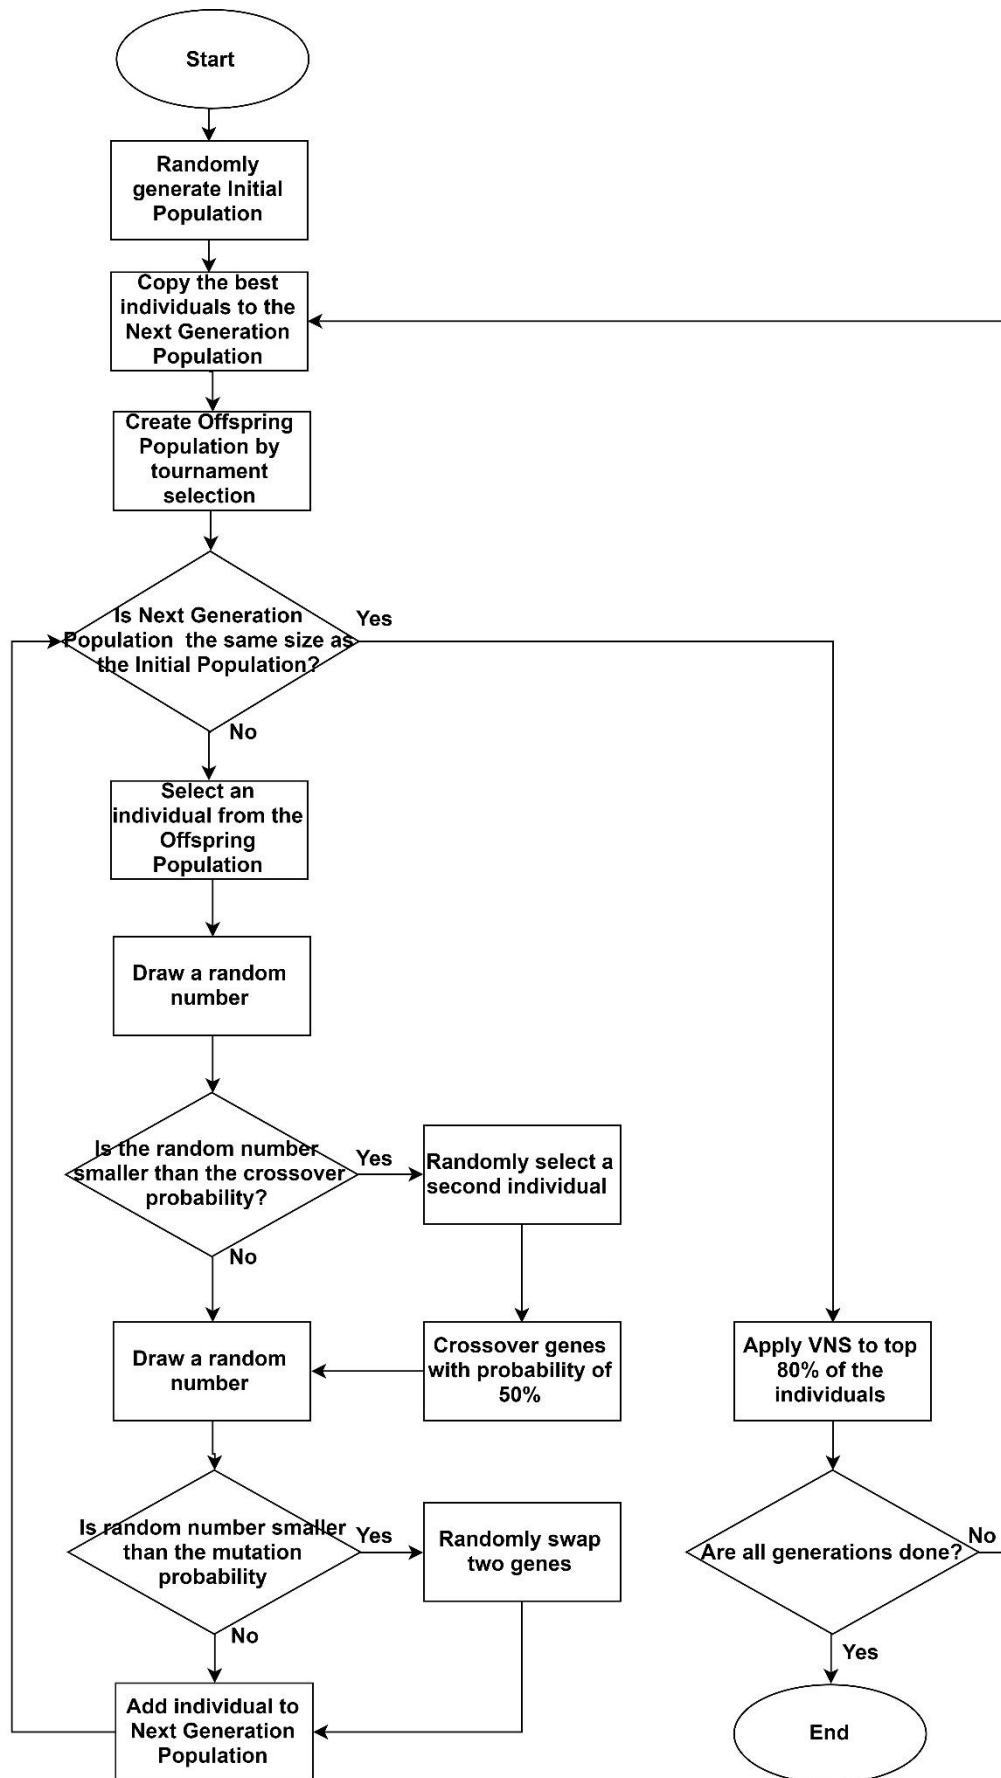 Start
Randomly
generate Initial
Population
Copy the best
individuals to the
Next Generation
Population
Create Offspring
Population by
tournament
selection
Is Next Generation
Population the same size as
the Initial Population?
Yes
No
Select an
individual from the
Offspring
Population
Draw a random
number
Is the random number
smaller than the crossover
probability?
Yes
Randomly select a
second individual
No
Draw a random
number
Crossover genes
with probability of
50%
Apply VNS to top
80% of the
individuals
Is random number smaller
than the mutation
probability
Yes
Randomly swap
two genes
Are all generations done?
No
No
Yes
Add individual to
Next Generation
Population
End